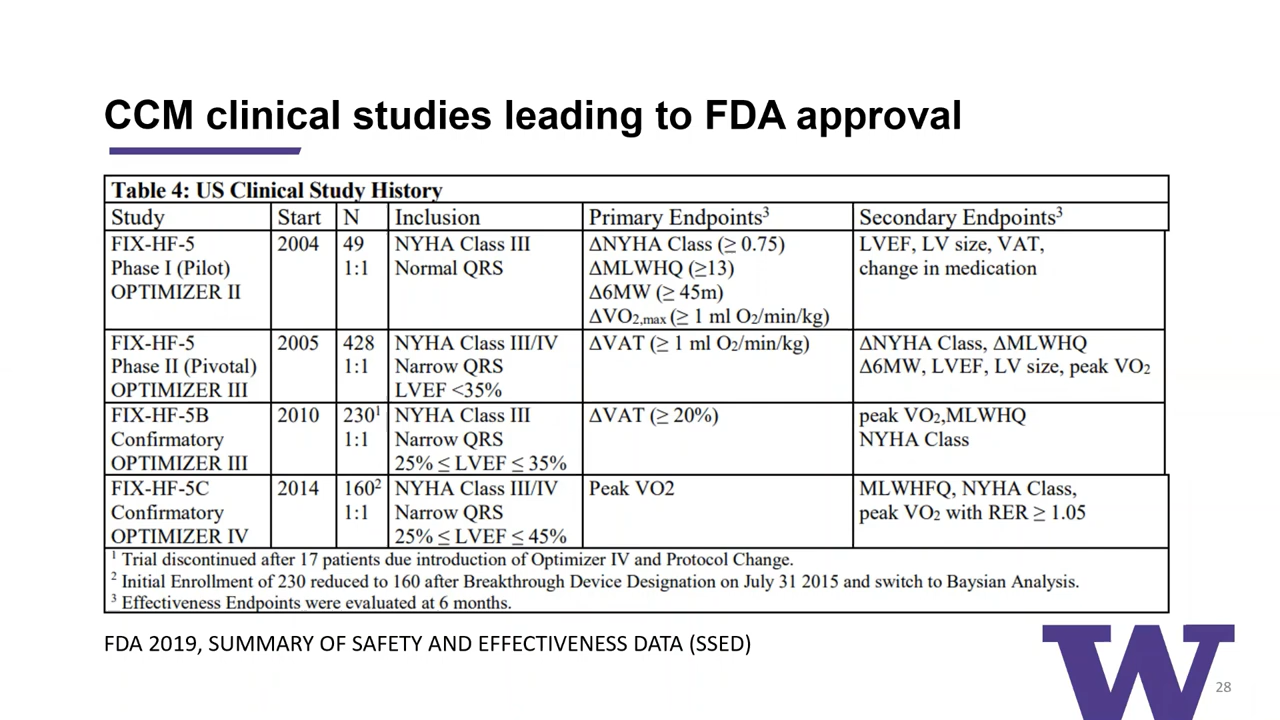 CCM clinical studies leading to FDA approval
Table 4: US Clinical Study History
Study Start N Inclusion Primary Endpoints³ Secondary Endpoints³
FIX-HF-5 2004 49 NYHA Class III ΔNYHA Class (≥ 0.75) LVEF, LV size, VAT,
Phase I (Pilot) 1:1 Normal QRS ΔMLWHQ (≥13) change in medication
OPTIMIZER II Δ6MW (≥ 45m)
ΔVO₂,max (≥ 1 ml O₂/min/kg)
FIX-HF-5 2005 428 NYHA Class III/IV ΔVAT (≥ 1 ml O₂/min/kg) ΔNYHA Class, ΔMLWHQ
Phase II (Pivotal) 1:1 Narrow QRS Δ6MW, LVEF, LV size, peak VO₂
OPTIMIZER III LVEF <35%
FIX-HF-5B 2010 230¹ NYHA Class III ΔVAT (≥ 20%) peak VO₂,MLWHQ
Confirmatory 1:1 Narrow QRS NYHA Class
OPTIMIZER III 25% ≤ LVEF ≤ 35%
FIX-HF-5C 2014 160² NYHA Class III/IV Peak VO2 MLWHFQ, NYHA Class,
Confirmatory 1:1 Narrow QRS peak VO₂ with RER ≥ 1.05
OPTIMIZER IV 25% ≤ LVEF ≤ 45%
¹ Trial discontinued after 17 patients due introduction of Optimizer IV and Protocol Change.
² Initial Enrollment of 230 reduced to 160 after Breakthrough Device Designation on July 31 2015 and switch to Baysian Analysis.
³ Effectiveness Endpoints were evaluated at 6 months.
FDA 2019, SUMMARY OF SAFETY AND EFFECTIVENESS DATA (SSED)
W
28